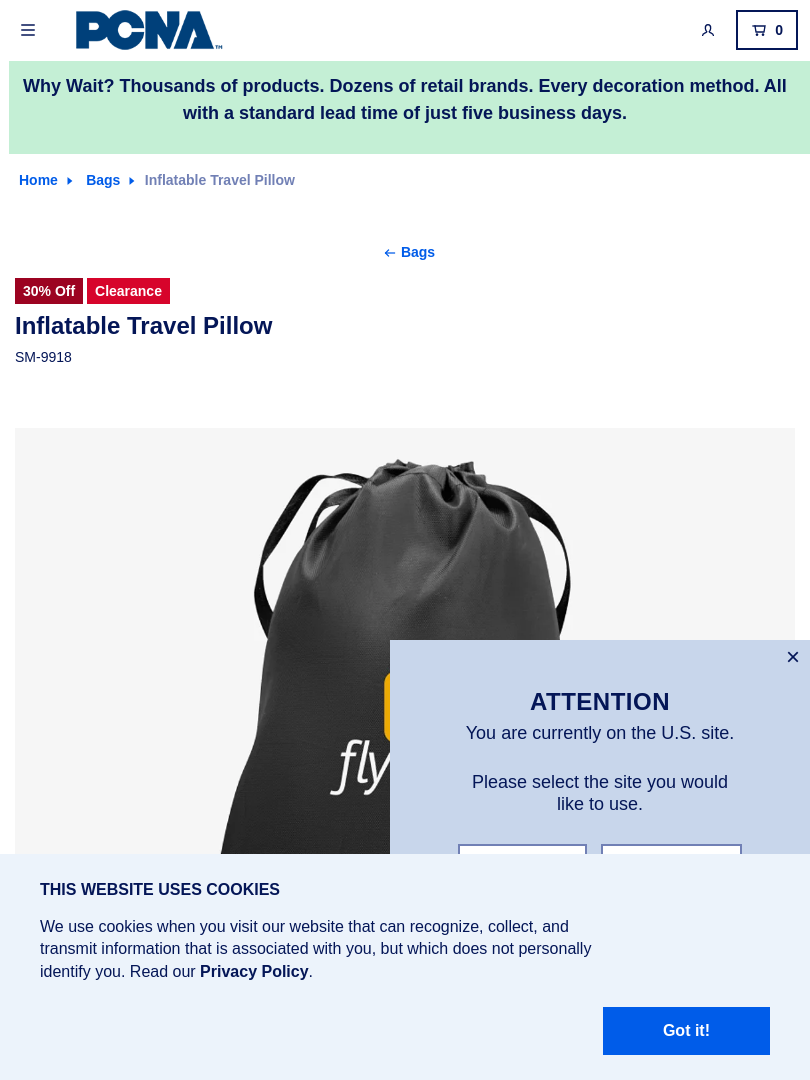 PCNA™
0
Why Wait? Thousands of products. Dozens of retail brands. Every decoration method. All
with a standard lead time of just five business days.
Home Bags Inflatable Travel Pillow
← Bags
30% Off Clearance
Inflatable Travel Pillow
SM-9918
fly
×
ATTENTION
You are currently on the U.S. site.
Please select the site you would
like to use.
THIS WEBSITE USES COOKIES
We use cookies when you visit our website that can recognize, collect, and
transmit information that is associated with you, but which does not personally
identify you. Read our Privacy Policy.
Got it!